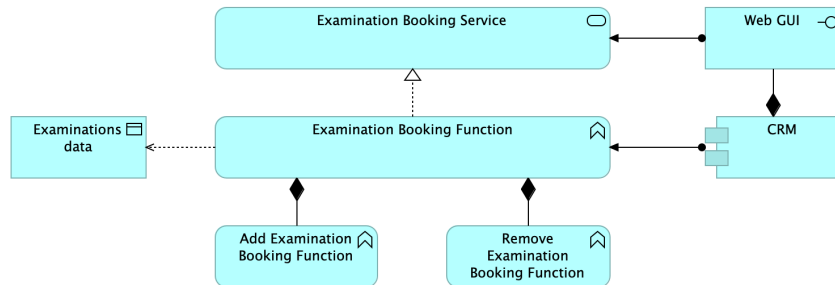 Examination Booking Service
Web GUI
Examinations
data
Examination Booking Function
CRM
Add Examination
Booking Function
Remove
Examination
Booking Function